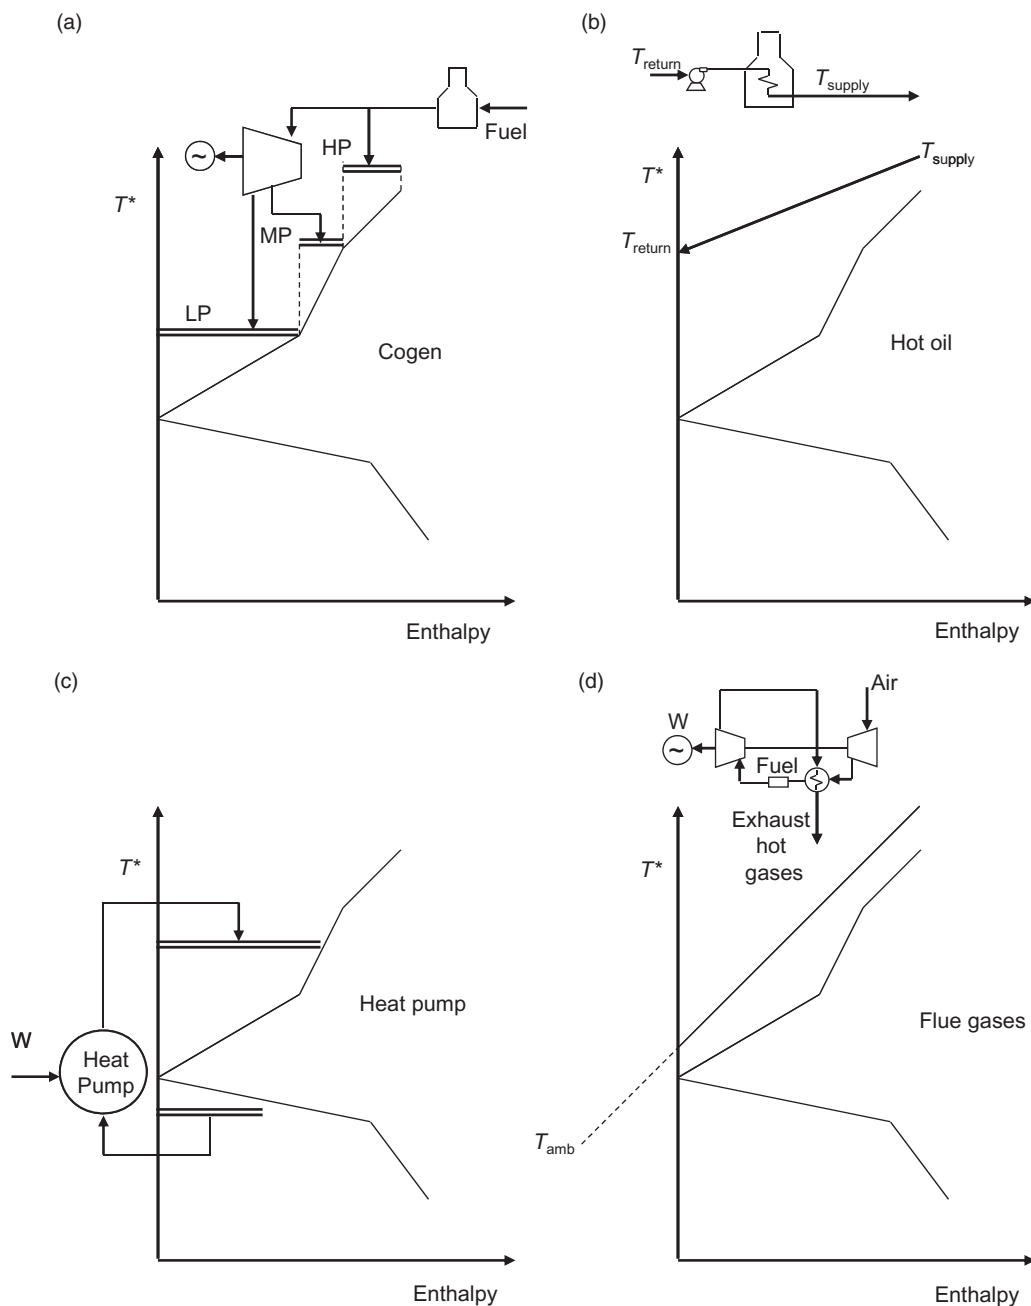 (a)
Fuel
~
HP
T*
MP
LP
Cogen
Enthalpy
(b)
T_return
T_supply
T*
T_supply
T_return
Hot oil
Enthalpy
(c)
T*
Heat pump
W
Heat
Pump
Enthalpy
(d)
Air
W
~
Fuel
Exhaust
hot
gases
T*
Flue gases
T_amb
Enthalpy